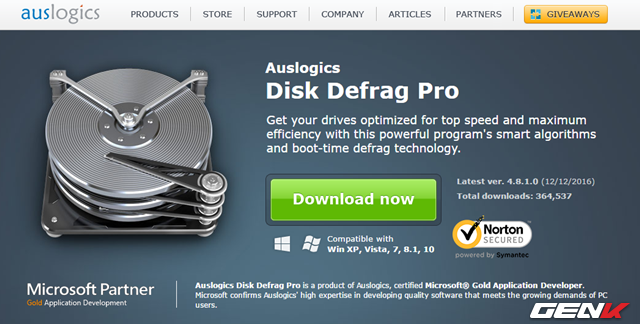 auslogics
PRODUCTS STORE SUPPORT COMPANY ARTICLES PARTNERS GIVEAWAYS
Auslogics
Disk Defrag Pro
Get your drives optimized for top speed and maximum
efficiency with this powerful program's smart algorithms
and boot-time defrag technology.
Download now
Latest ver. 4.8.1.0 (12/12/2016)
Total downloads: 364,537
Compatible with
Win XP, Vista, 7, 8.1, 10
Norton
SECURED
powered by Symantec
Microsoft Partner
Gold Application Development
Auslogics Disk Defrag Pro is a product of Auslogics, certified Microsoft® Gold Application Developer.
Microsoft confirms Auslogics' high expertise in developing quality software that meets the growing demands of PC
users.
GENK